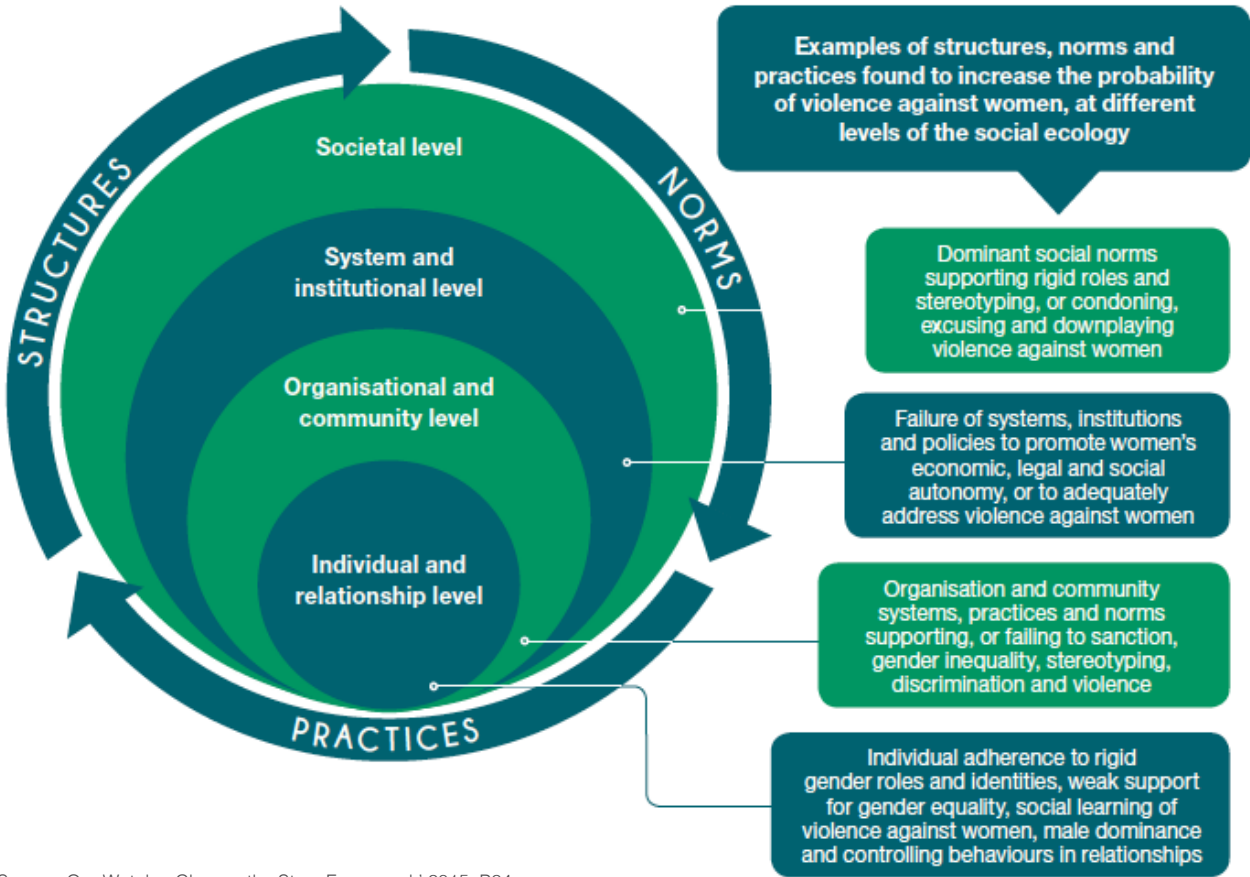 Examples of structures, norms and
practices found to increase the probability
of violence against women, at different
levels of the social ecology
STRUCTURES
NORMS
PRACTICES
Societal level
System and
institutional level
Organisational and
community level
Individual and
relationship level
Dominant social norms
supporting rigid roles and
stereotyping, or condoning,
excusing and downplaying
violence against women
Failure of systems, institutions
and policies to promote women's
economic, legal and social
autonomy, or to adequately
address violence against women
Organisation and community
systems, practices and norms
supporting, or failing to sanction,
gender inequality, stereotyping,
discrimination and violence
Individual adherence to rigid
gender roles and identities, weak support
for gender equality, social learning of
violence against women, male dominance
and controlling behaviours in relationships